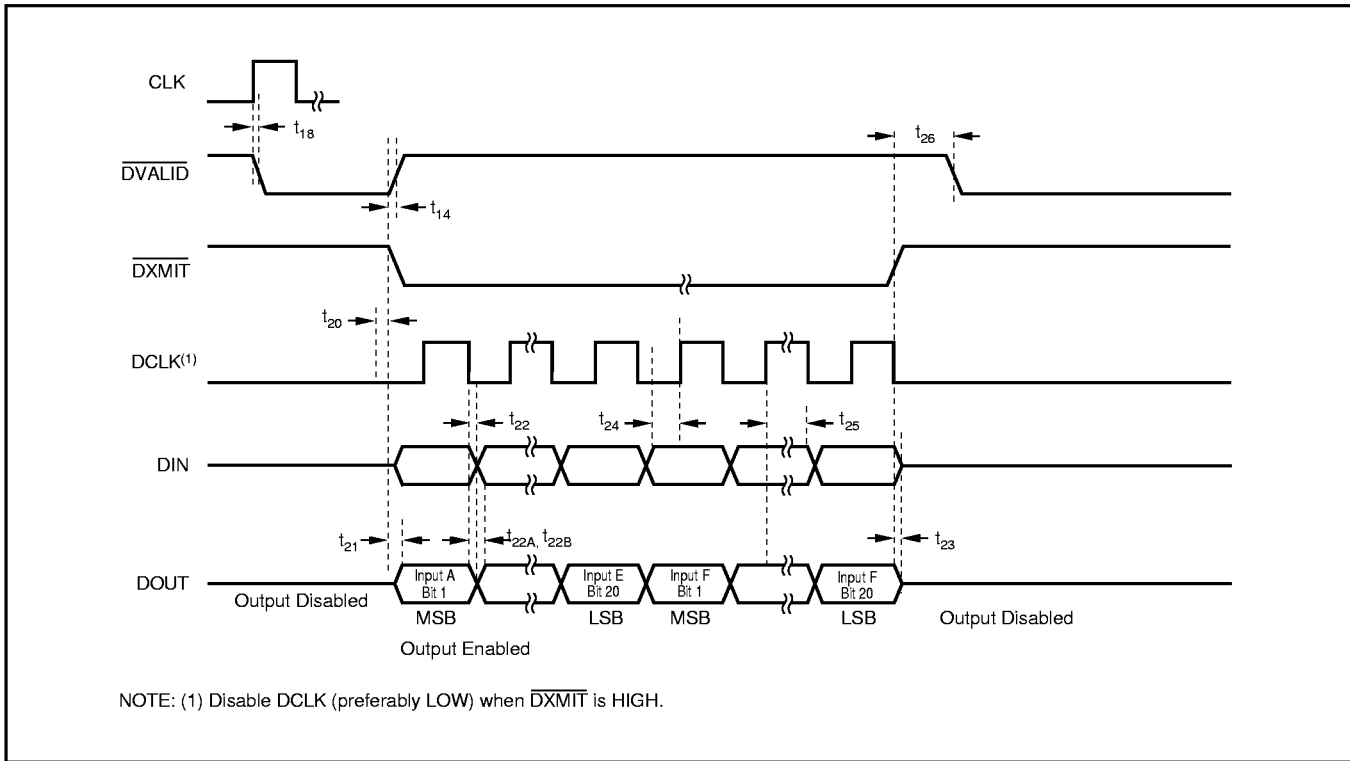 CLK
t18
DVALID
t26
t14
DXMIT
t20
DCLK(1)
t22
t24
t25
DIN
t21
t22A, t22B
t23
DOUT
Input A
Bit 1
Input E
Bit 20
Input F
Bit 1
Input F
Bit 20
Output Disabled
MSB
LSB
MSB
LSB
Output Disabled
Output Enabled
NOTE: (1) Disable DCLK (preferably LOW) when DXMIT is HIGH.